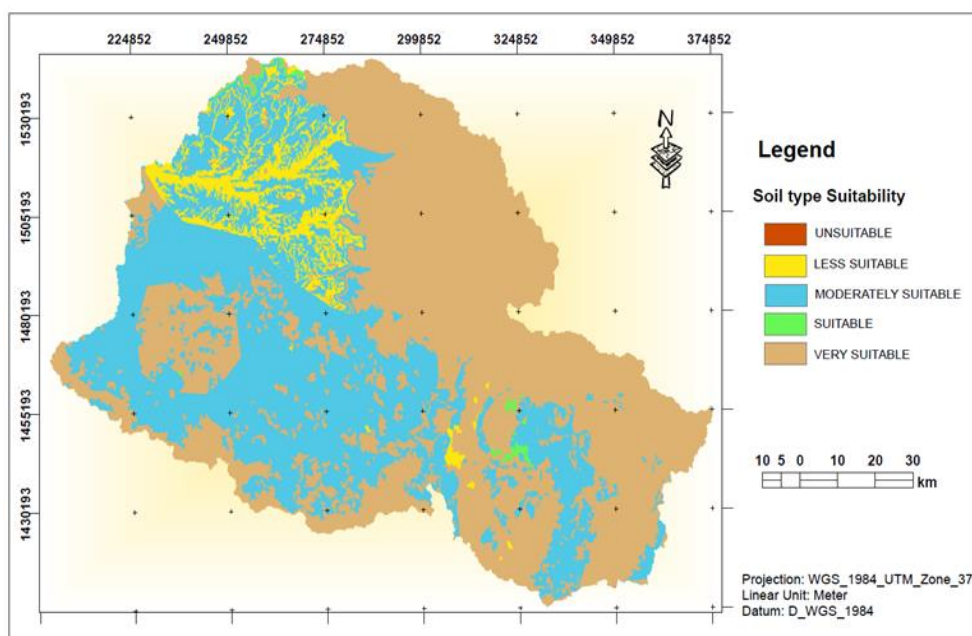 224852 249852 274852 299852 324852 349852 374852
1530193
1505193
1480193
1455193
1430193
N
Legend
Soil type Suitability
UNSUITABLE
LESS SUITABLE
MODERATELY SUITABLE
SUITABLE
VERY SUITABLE
10 5 0 10 20 30
km
Projection: WGS_1984_UTM_Zone_37
Linear Unit: Meter
Datum: D_WGS_1984